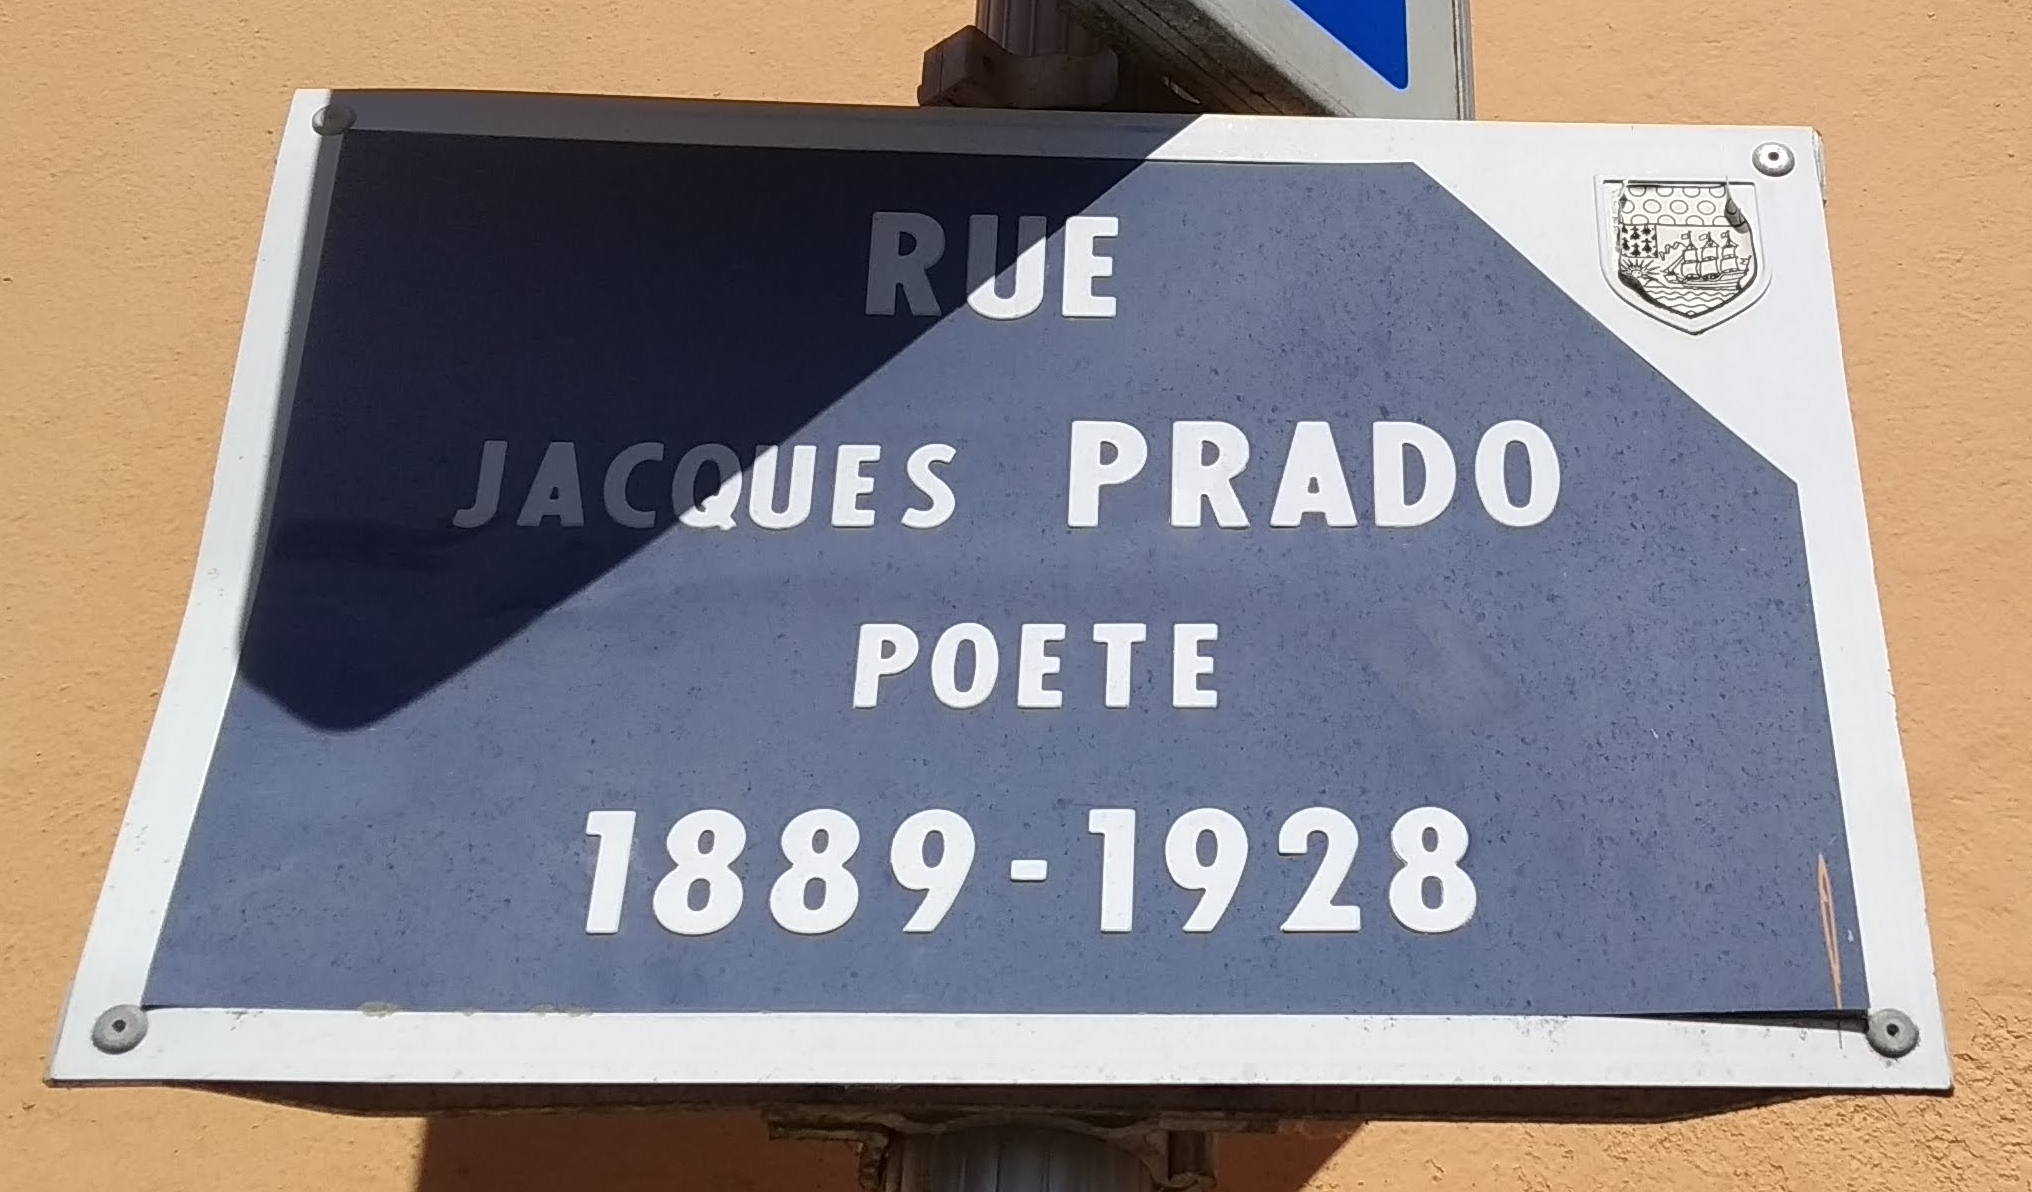 RUE
JACQUES PRADO
POETE
1889-1928